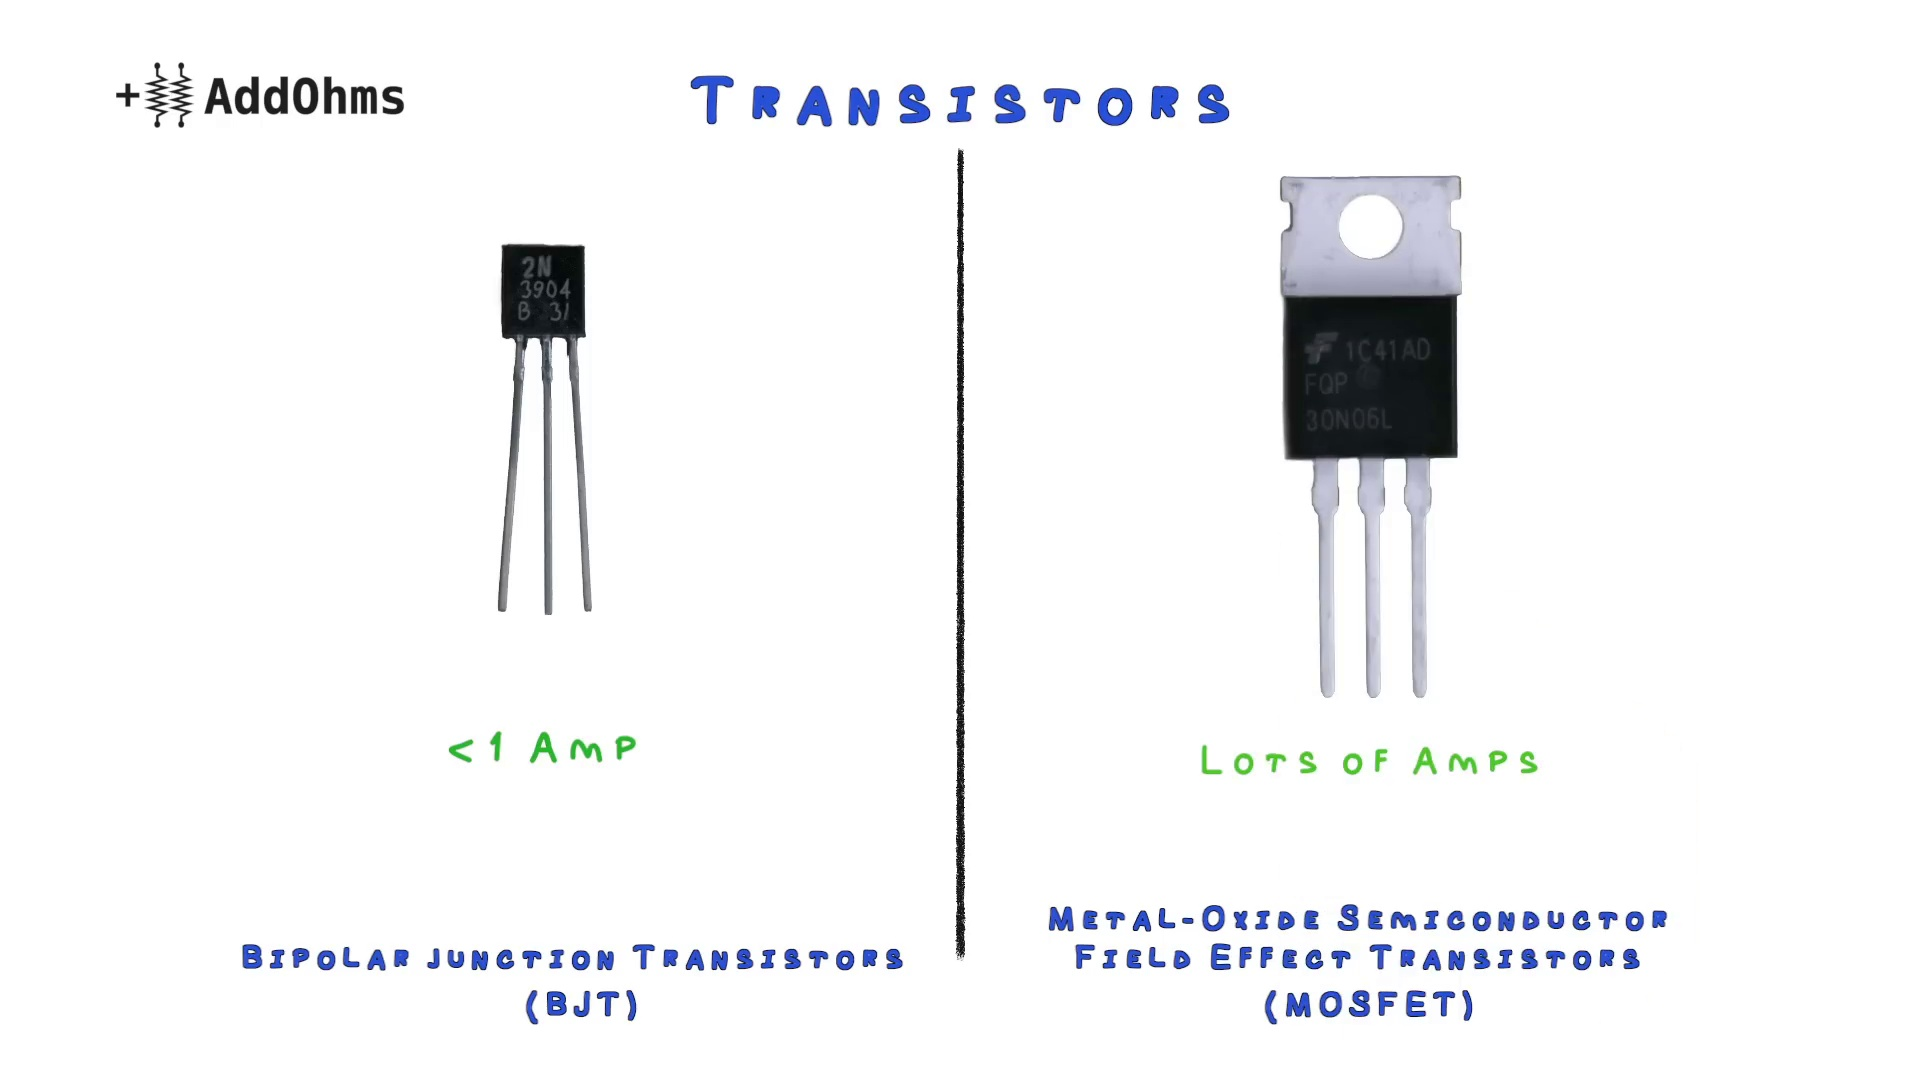 + AddOhms
TRANSISTORS
2N
3904
B 31
<1 AMP
BIPOLAR JUNCTION TRANSISTORS
(BJT)
1C41AD
FQP
30N06L
LOTS OF AMPS
METAL-OXIDE SEMICONDUCTOR
FIELD EFFECT TRANSISTORS
(MOSFET)